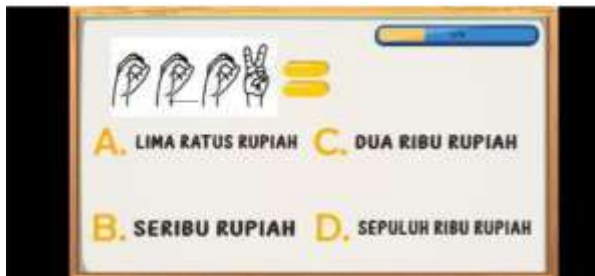 =
A. LIMA RATUS RUPIAH
C. DUA RIBU RUPIAH
B. SERIBU RUPIAH
D. SEPULUH RIBU RUPIAH